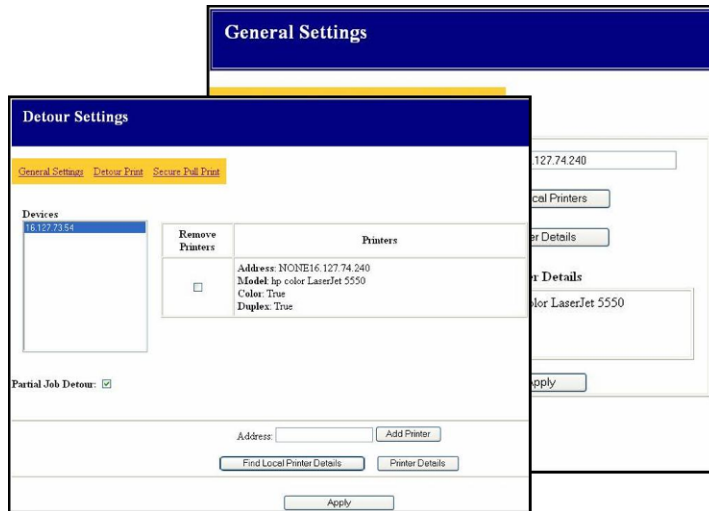 General Settings
.127.74.240
cal Printers
er Details
er Details
olor LaserJet 5550
Apply
Detour Settings
General Settings Detour Print Secure Pull Print
Devices
16.127.73.54
Remove Printers
Printers
Address: NONE16.127.74.240
Model: hp color LaserJet 5550
Color: True
Duplex: True
Partial Job Detour:
Address:
Add Printer
Find Local Printer Details
Printer Details
Apply